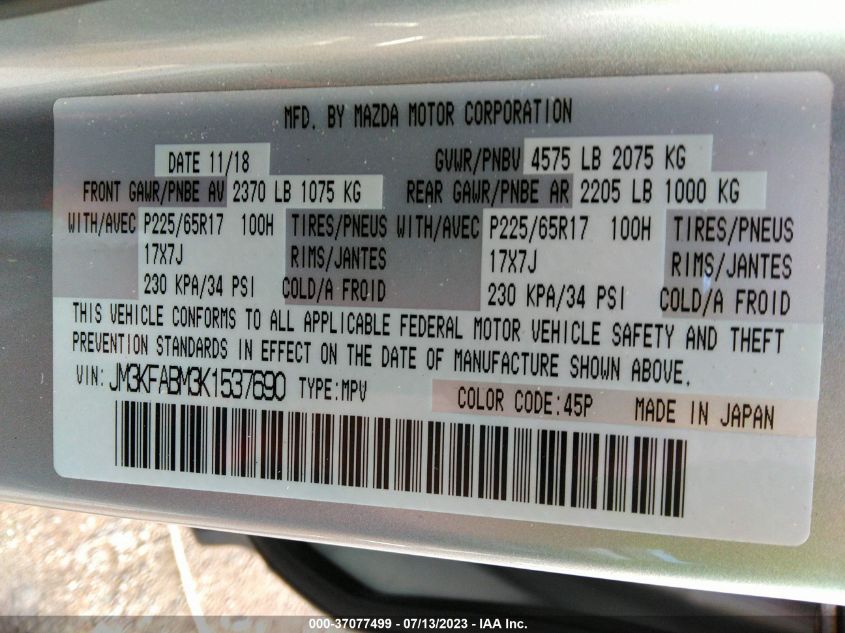 MFD. BY MAZDA MOTOR CORPORATION
DATE 11/18 GVWR/PNBV 4575 LB 2075 KG
FRONT GAWR/PNBE AV 2370 LB 1075 KG REAR GAWR/PNBE AR 2205 LB 1000 KG
WITH/AVEC P225/65R17 100H TIRES/PNEUS WITH/AVEC P225/65R17 100H TIRES/PNEUS
17X7J RIMS/JANTES 17X7J RIMS/JANTES
230 KPA/34 PSI COLD/A FROID 230 KPA/34 PSI COLD/A FROID
THIS VEHICLE CONFORMS TO ALL APPLICABLE FEDERAL MOTOR VEHICLE SAFETY AND THEFT
PREVENTION STANDARDS IN EFFECT ON THE DATE OF MANUFACTURE SHOWN ABOVE.
VIN: JM3KFABM3K1537690 TYPE:MPV COLOR CODE:45P MADE IN JAPAN
000-37077499 - 07/13/2023 - IAA Inc.